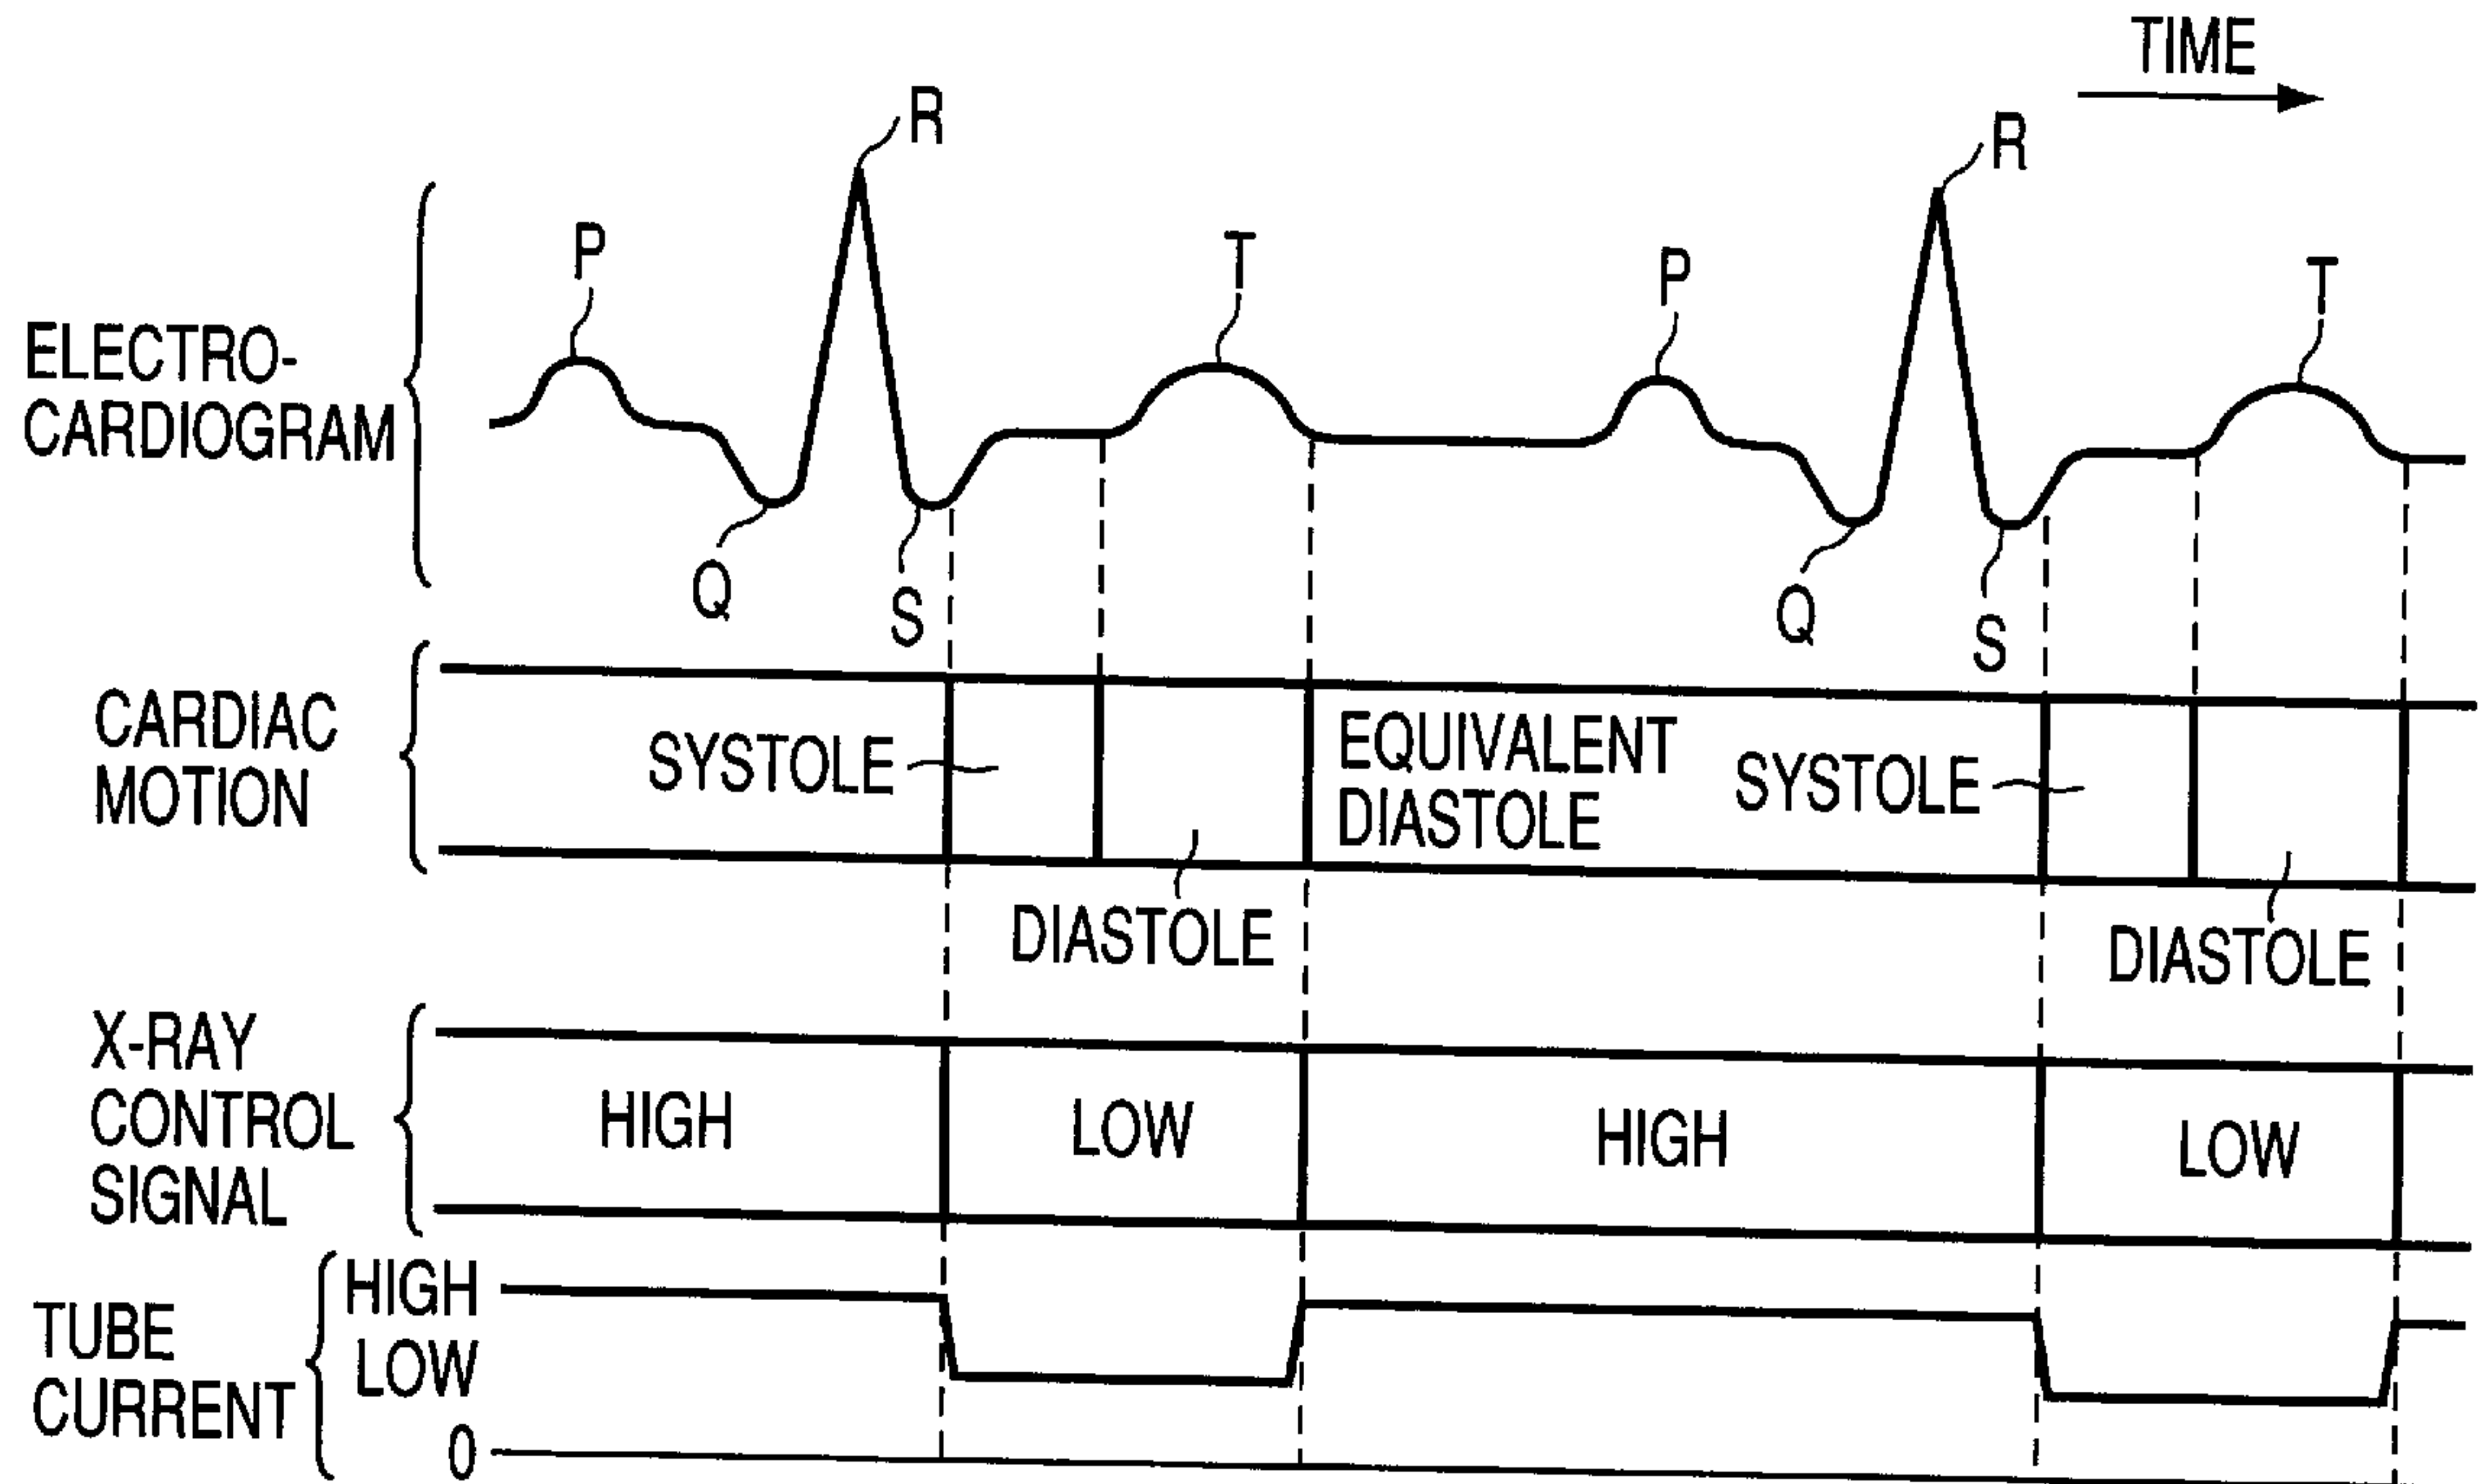 TIME
R
R
P
T
P
T
ELECTRO-
CARDIOGRAM
Q
S
Q
S
CARDIAC
MOTION
SYSTOLE
EQUIVALENT
DIASTOLE
SYSTOLE
DIASTOLE
DIASTOLE
X-RAY
CONTROL
SIGNAL
HIGH
LOW
HIGH
LOW
TUBE
CURRENT
HIGH
LOW
0